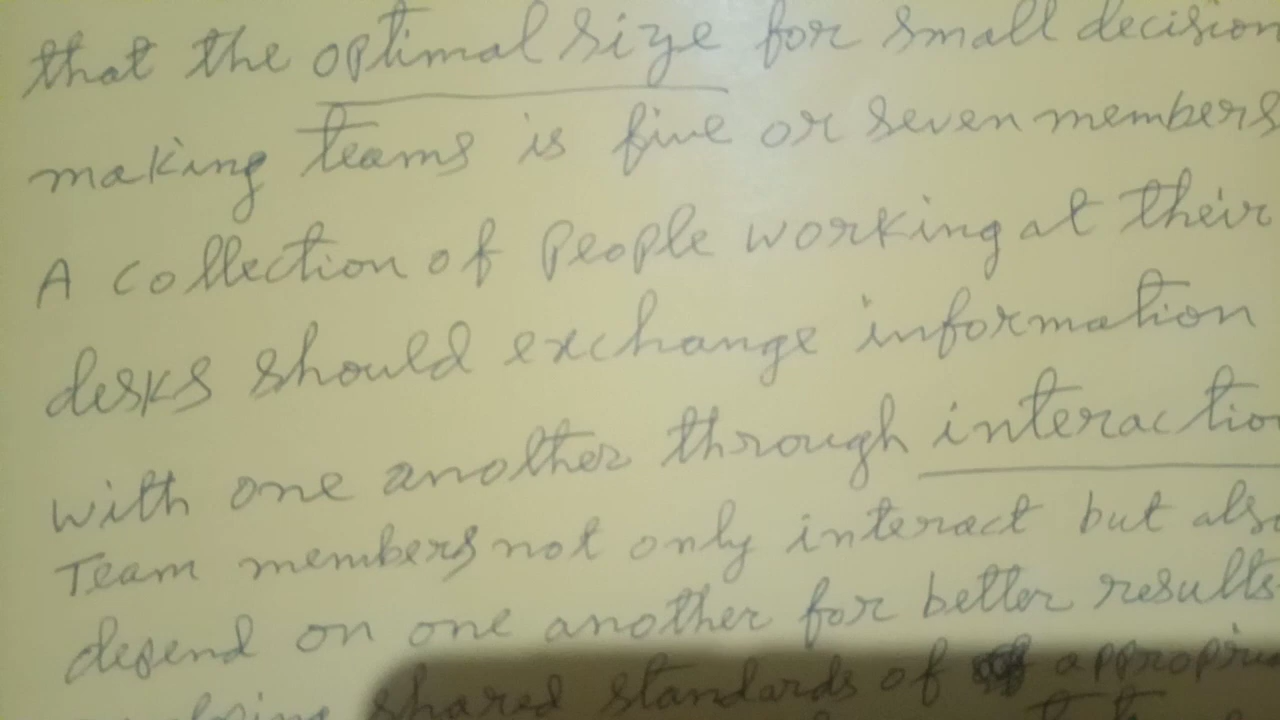 that the optimal size for small decision
making teams is five or seven members
A collection of people working at their
desks should exchange information
with one another through interactio
Team members not only interact but also
depend on one another for better results
shared standards of appropri